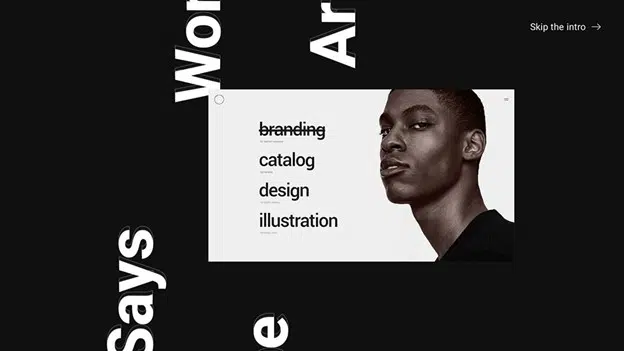 Skip the intro →
Wor
Ar
branding
catalog
design
illustration
Says
e